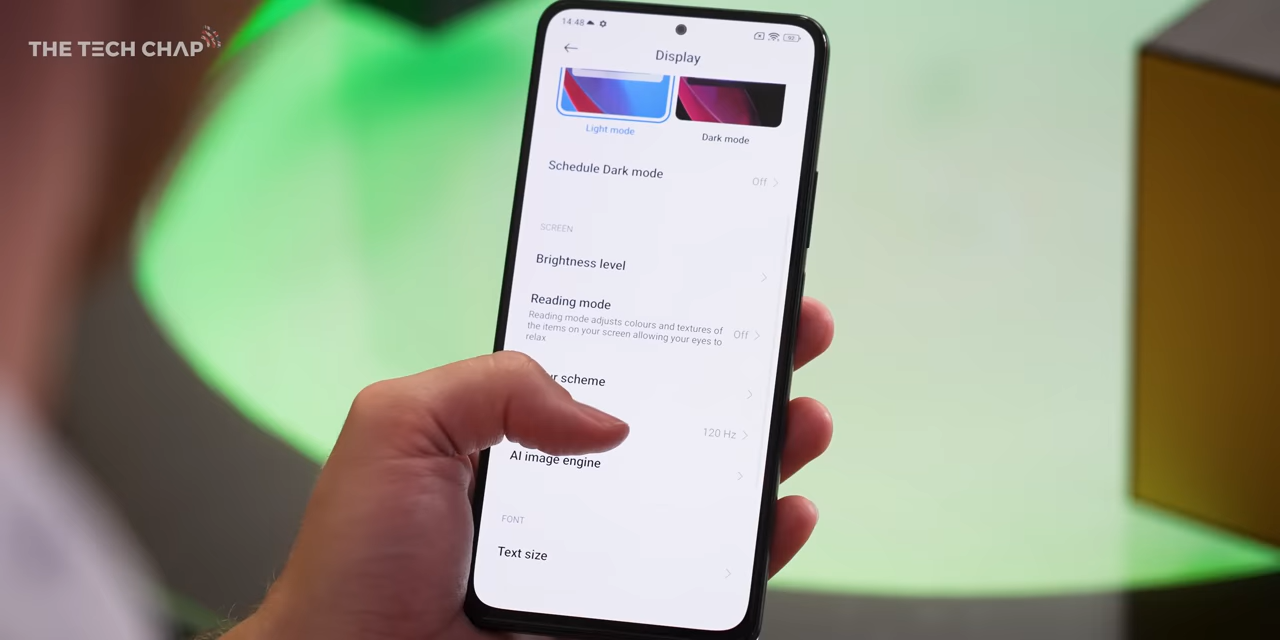 THE TECH CHAP
14:48
92
Display
Light mode
Dark mode
Schedule Dark mode
Off
SCREEN
Brightness level
Reading mode
Reading mode adjusts colours and textures of
the items on your screen allowing your eyes to
relax
Off
ur scheme
120 Hz
AI image engine
FONT
Text size